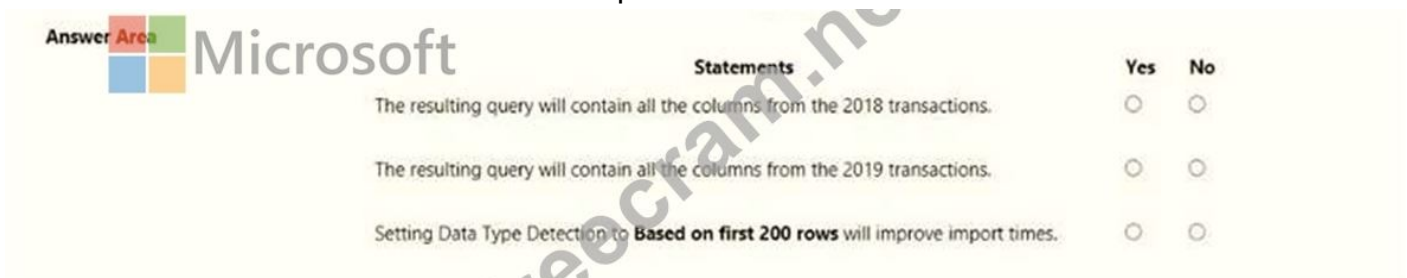 Answer Area
Microsoft
Statements Yes No
The resulting query will contain all the columns from the 2018 transactions.
The resulting query will contain all the columns from the 2019 transactions.
Setting Data Type Detection to Based on first 200 rows will improve import times.